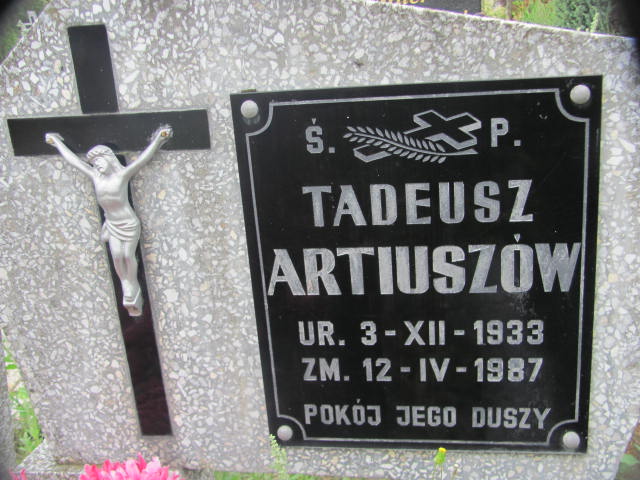 Ś. P.
TADEUSZ
ARTIUSZÓW
UR. 3-XII-1933
ZM. 12-IV-1987
POKÓJ JEGO DUSZY